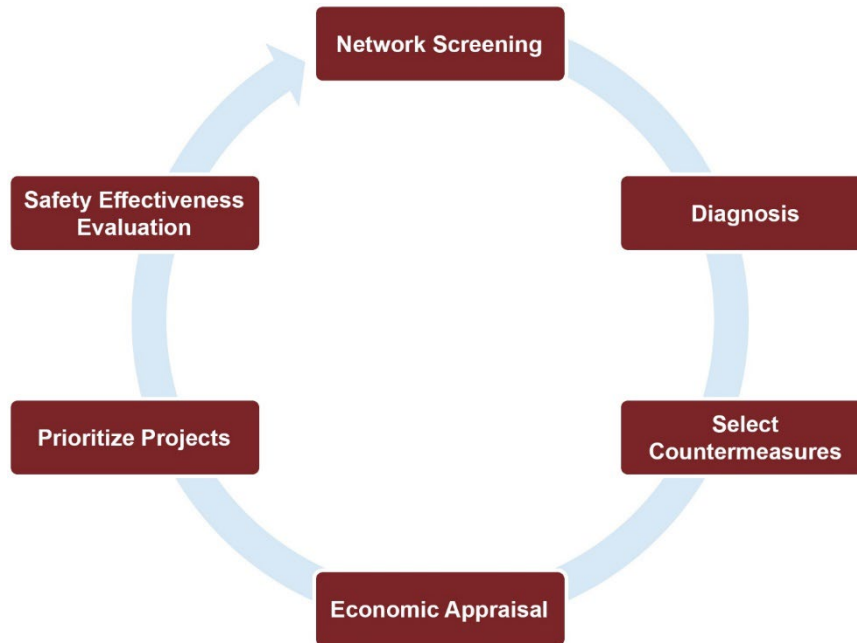 Network Screening
Diagnosis
Select
Countermeasures
Economic Appraisal
Prioritize Projects
Safety Effectiveness
Evaluation